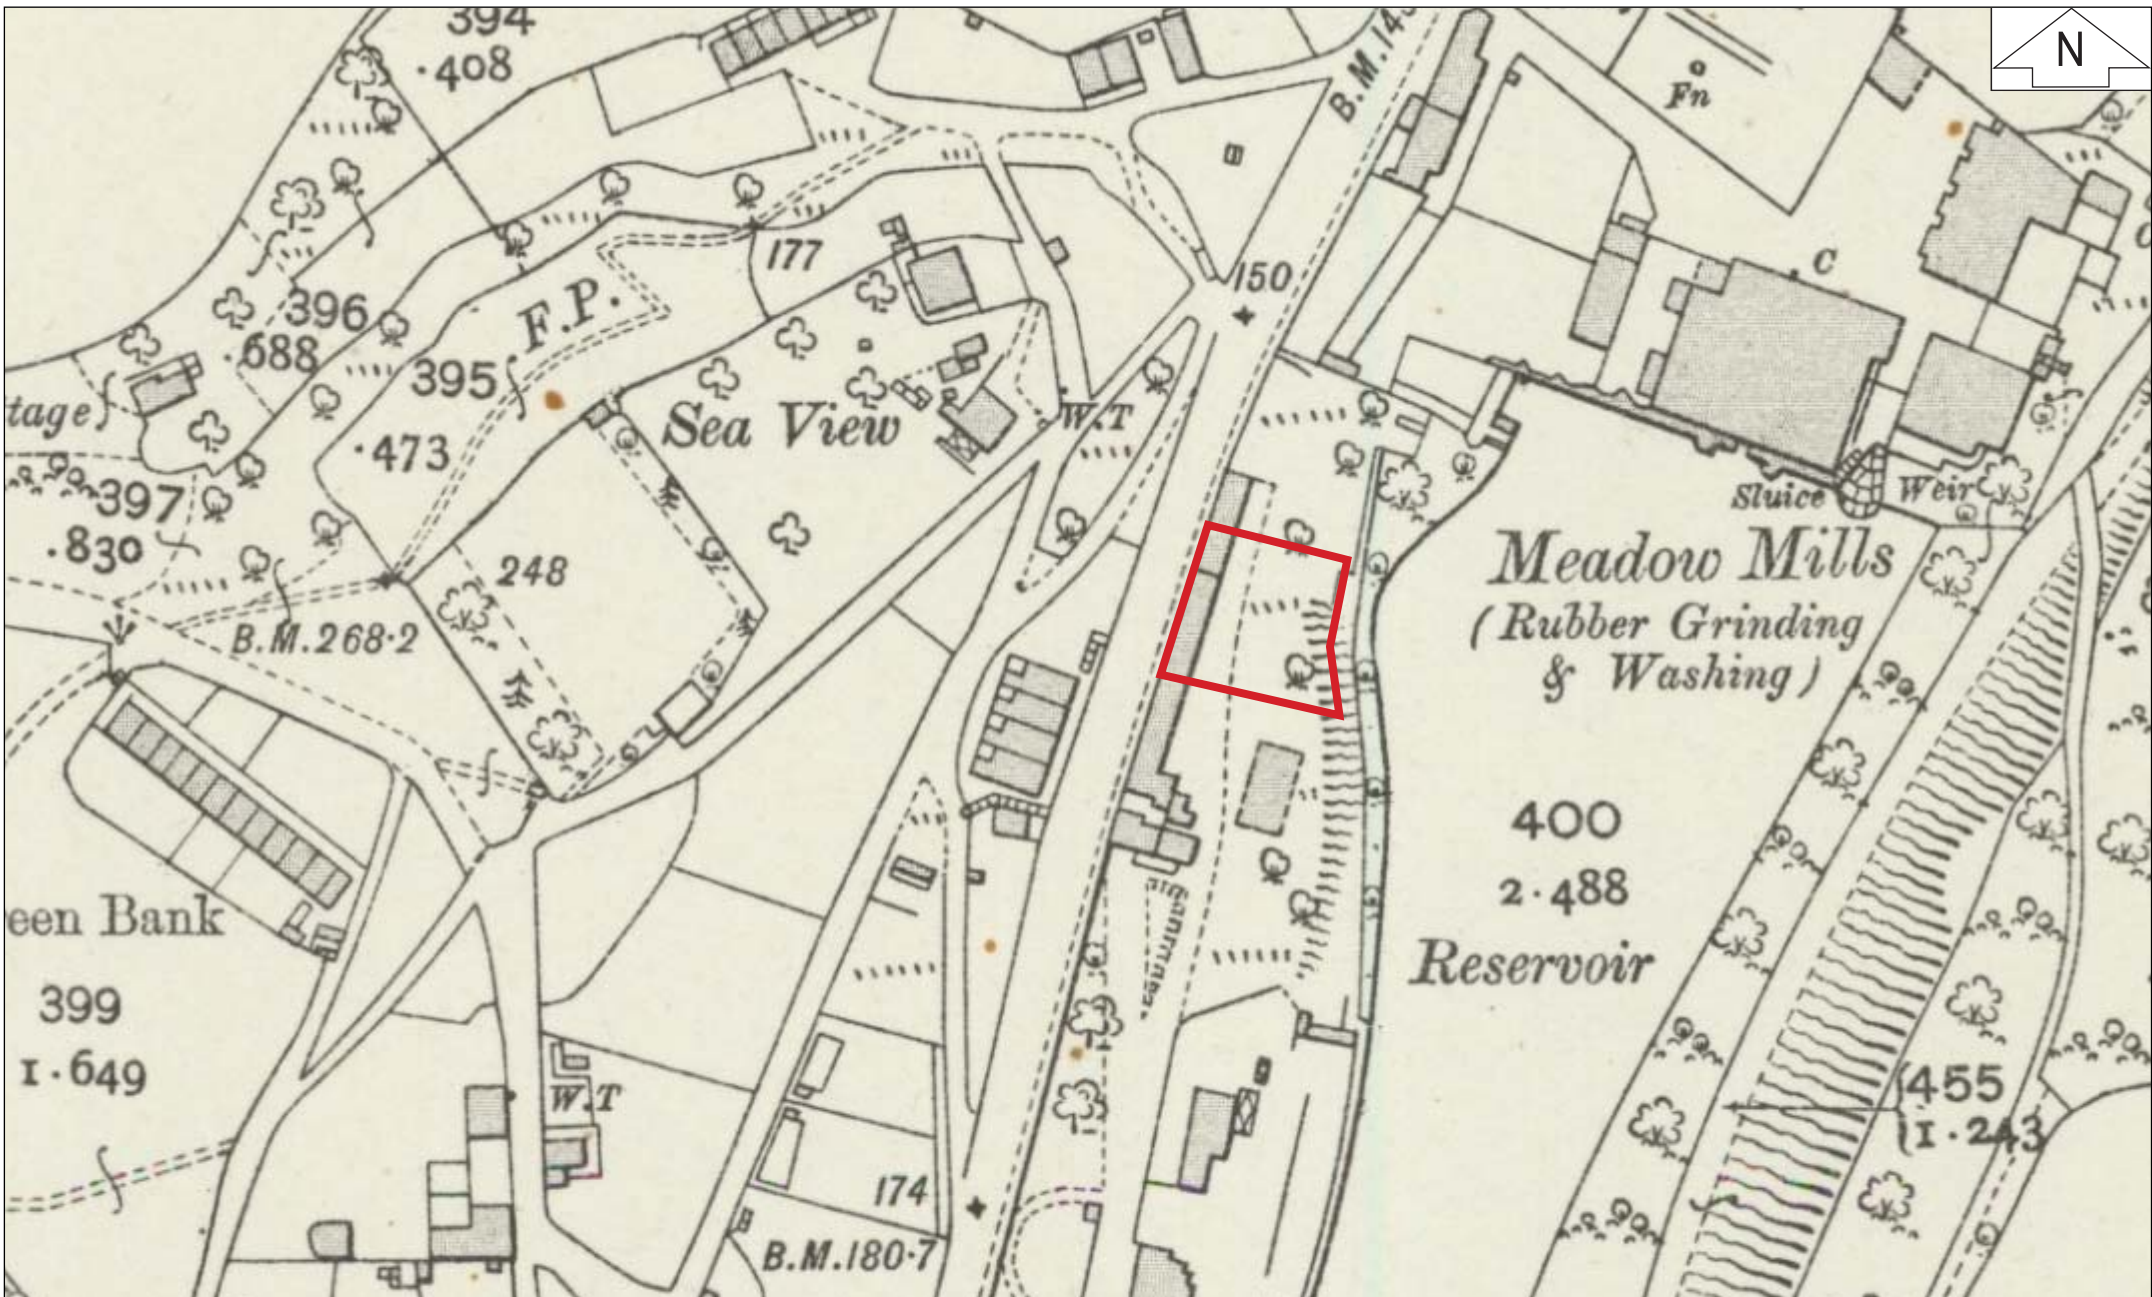 394
·408
B.M.14
Fn
N
C
177
150
396
·688
F.P.
395
·473
tage
Sea View
W.T
397
·830
248
B.M.268·2
Sluice
Weir
Meadow Mills
(Rubber Grinding
& Washing)
400
2·488
Reservoir
een Bank
399
1·649
W.T
455
1·243
174
B.M.180·7